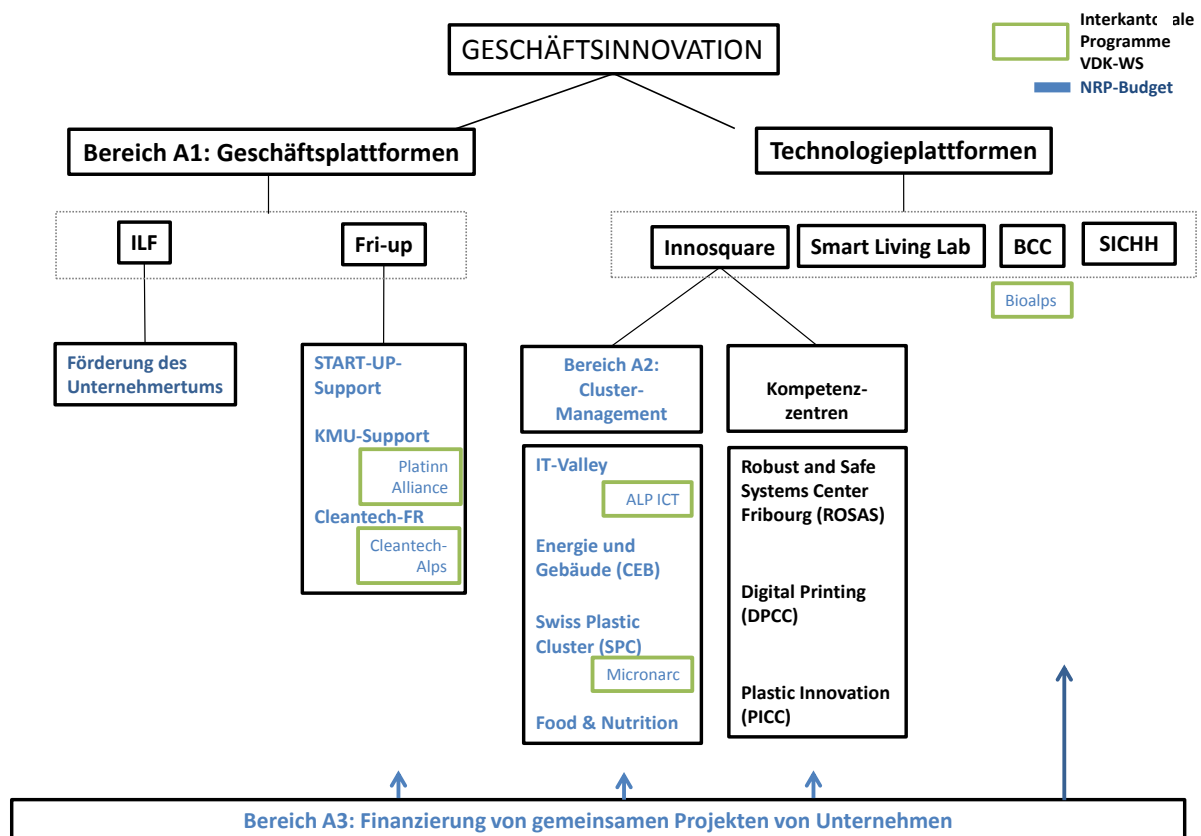 GESCHÄFTSINNOVATION
Interkant ale
Programme
VDK-WS
NRP-Budget
Bereich A1: Geschäftsplattformen
Technologieplattformen
ILF
Fri-up
Innosquare
Smart Living Lab
BCC
SICHH
Bioalps
Förderung des
Unternehmertums
START-UP-
Support
KMU-Support
Platinn
Alliance
Cleantech-FR
Cleantech-
Alps
Bereich A2:
Cluster-
Management
IT-Valley
ALP ICT
Energie und
Gebäude (CEB)
Swiss Plastic
Cluster (SPC)
Micronarc
Food & Nutrition
Kompetenz-
zentren
Robust and Safe
Systems Center
Fribourg (ROSAS)
Digital Printing
(DPCC)
Plastic Innovation
(PICC)
Bereich A3: Finanzierung von gemeinsamen Projekten von Unternehmen